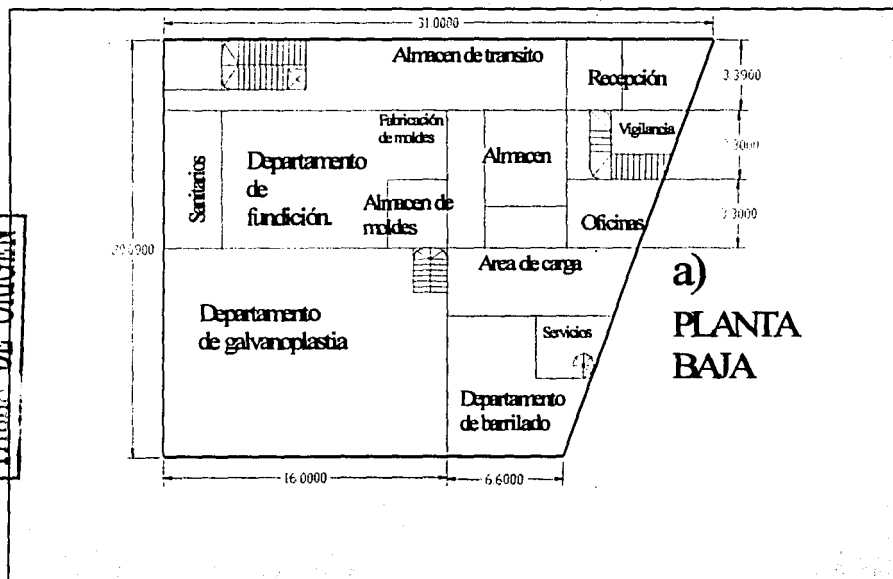 31.0000
Almacen de transito
Recepción
3.3900
Fabricación
de moldes
Vigilancia
3.3000
Departamento
de
fundición.
Almacen
Sanitarios
Almacen de
moldes
Oficinas
3.3000
Area de carga
a)
PLANTA
BAJA
Departamento
de galvanoplastia
Servicios
Departamento
de barrilado
16.0000
6.6000
DE ORIGEN